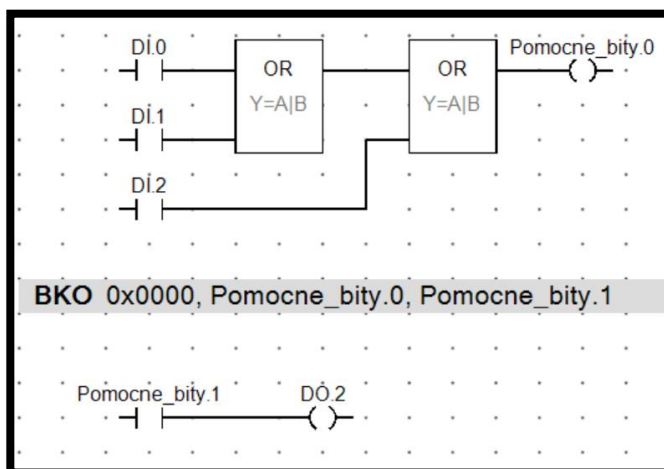 DI.0
Pomocne_bity.0
OR
OR
Y=A|B
Y=A|B
DI.1
DI.2
BKO 0x0000, Pomocne_bity.0, Pomocne_bity.1
Pomocne_bity.1
DO.2